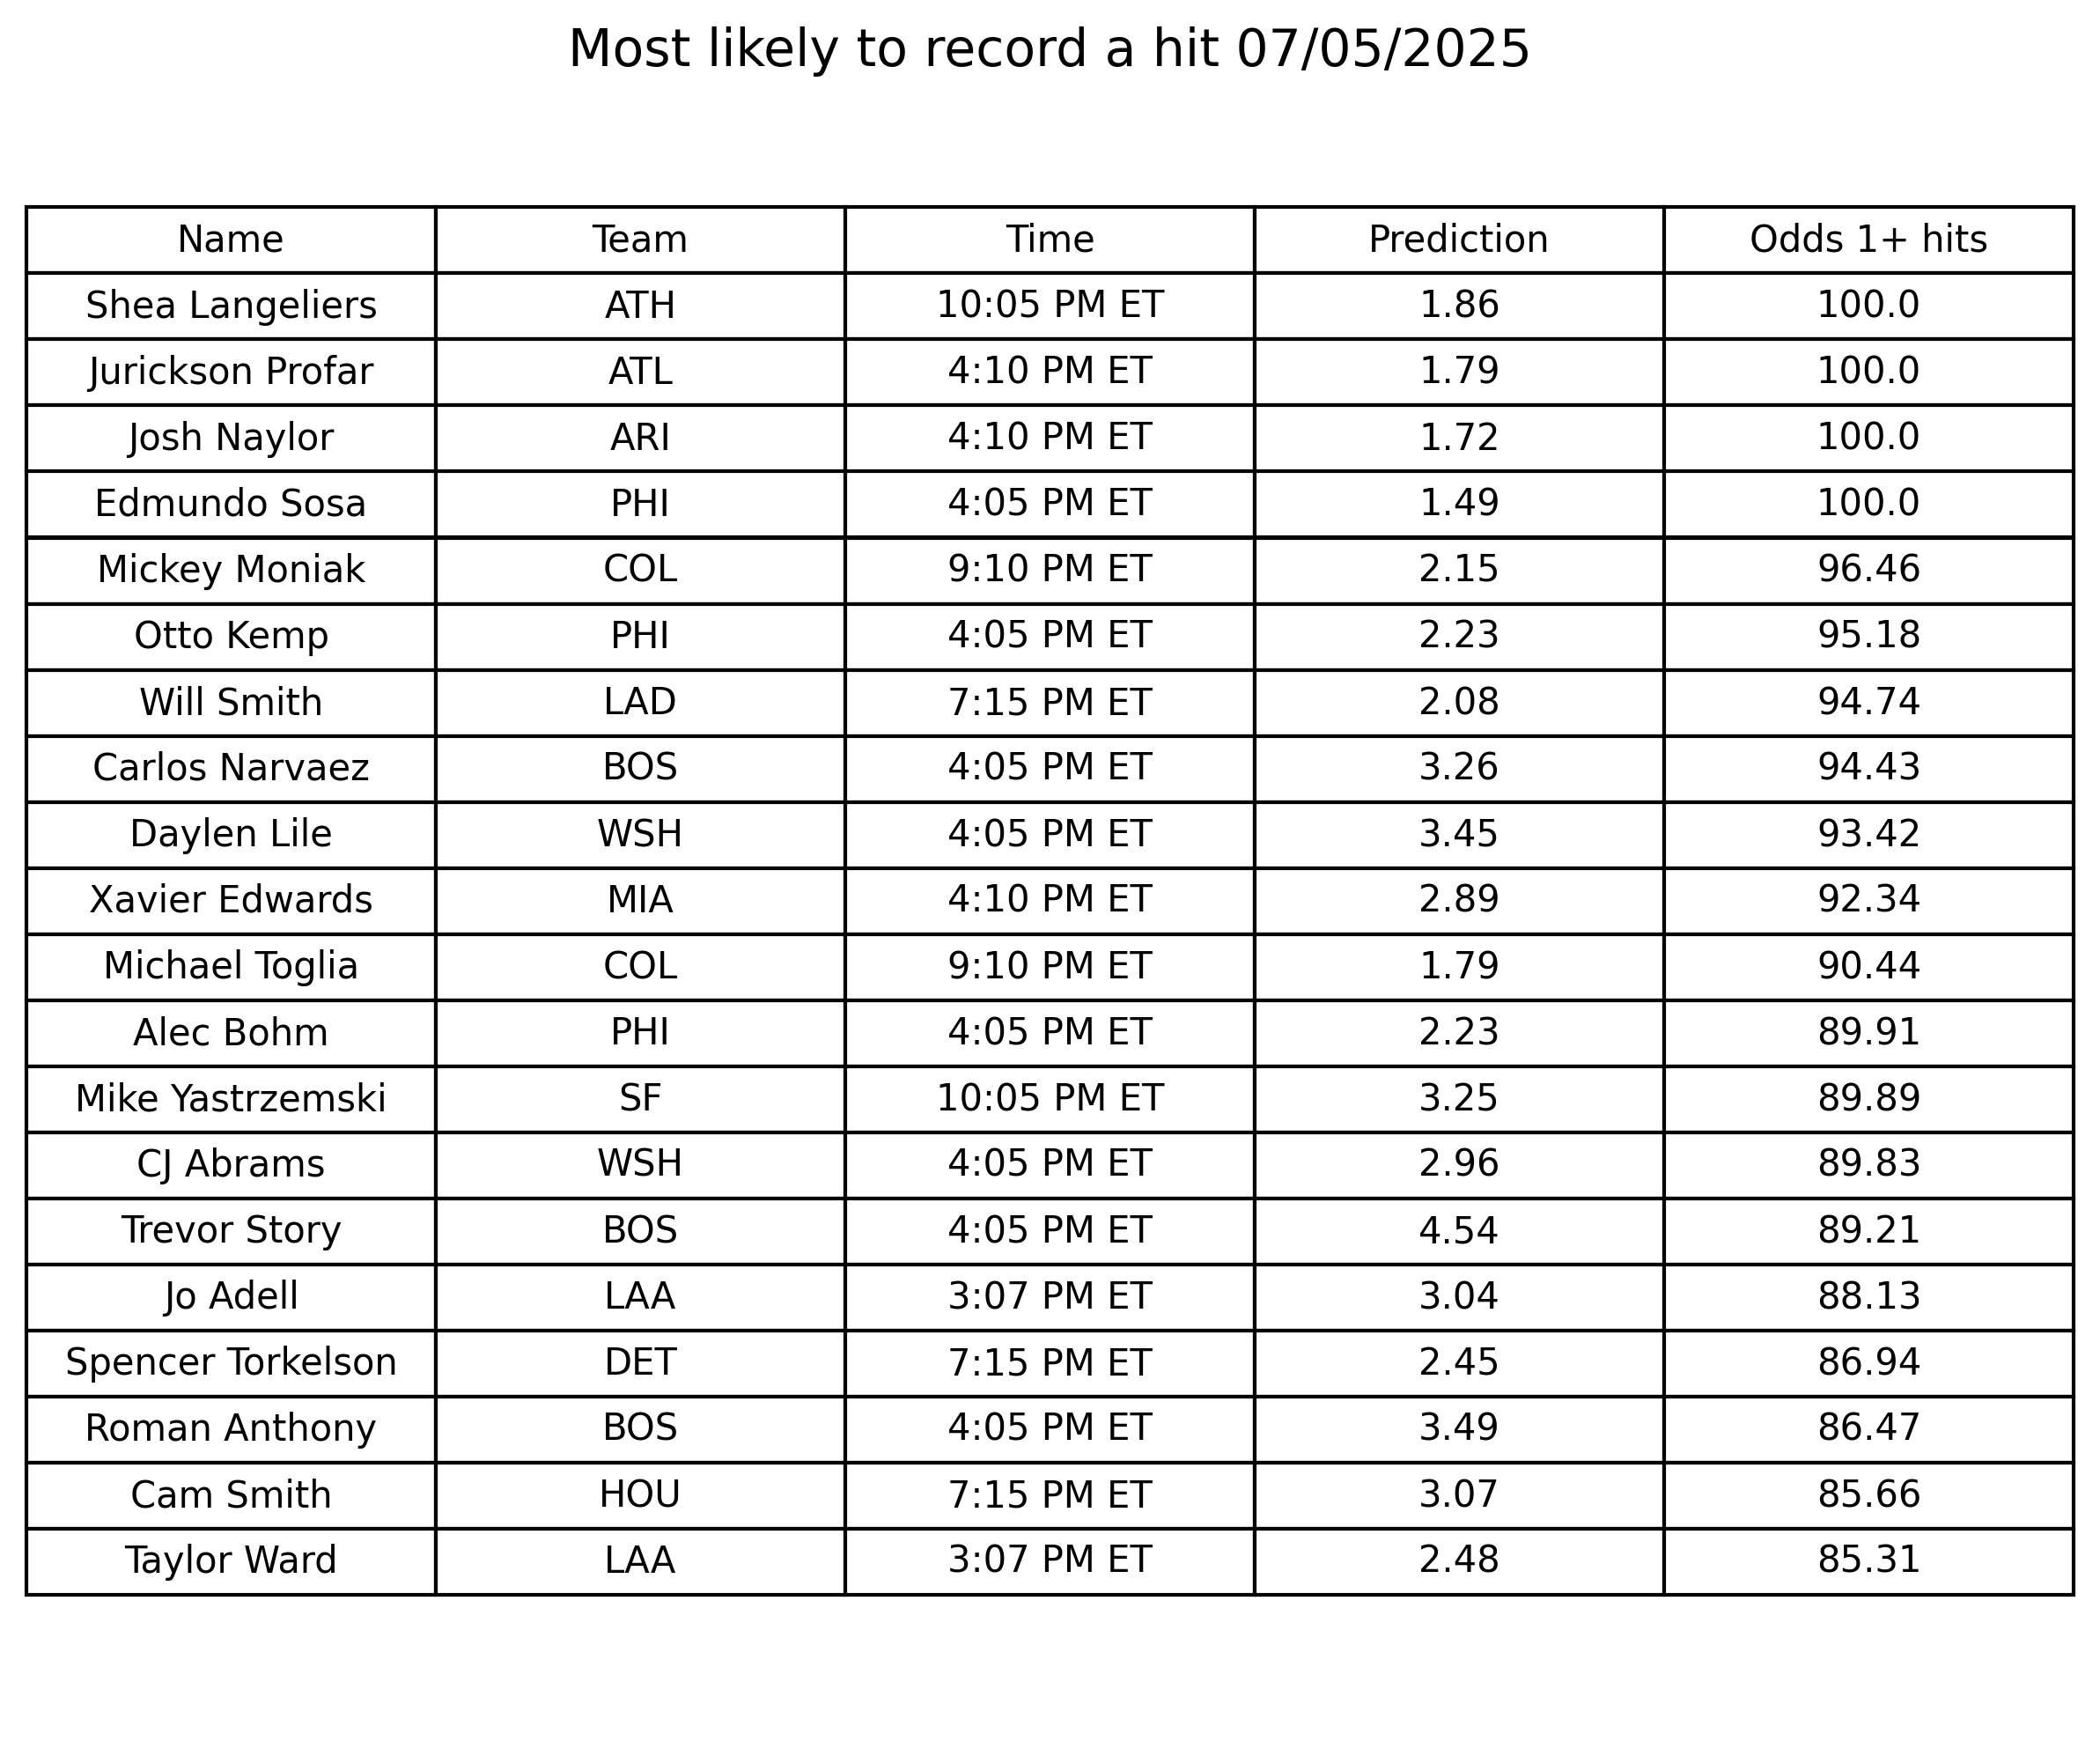 Most likely to record a hit 07/05/2025
Name Team Time Prediction Odds 1+ hits
Shea Langeliers ATH 10:05 PM ET 1.86 100.0
Jurickson Profar ATL 4:10 PM ET 1.79 100.0
Josh Naylor ARI 4:10 PM ET 1.72 100.0
Edmundo Sosa PHI 4:05 PM ET 1.49 100.0
Mickey Moniak COL 9:10 PM ET 2.15 96.46
Otto Kemp PHI 4:05 PM ET 2.23 95.18
Will Smith LAD 7:15 PM ET 2.08 94.74
Carlos Narvaez BOS 4:05 PM ET 3.26 94.43
Daylen Lile WSH 4:05 PM ET 3.45 93.42
Xavier Edwards MIA 4:10 PM ET 2.89 92.34
Michael Toglia COL 9:10 PM ET 1.79 90.44
Alec Bohm PHI 4:05 PM ET 2.23 89.91
Mike Yastrzemski SF 10:05 PM ET 3.25 89.89
CJ Abrams WSH 4:05 PM ET 2.96 89.83
Trevor Story BOS 4:05 PM ET 4.54 89.21
Jo Adell LAA 3:07 PM ET 3.04 88.13
Spencer Torkelson DET 7:15 PM ET 2.45 86.94
Roman Anthony BOS 4:05 PM ET 3.49 86.47
Cam Smith HOU 7:15 PM ET 3.07 85.66
Taylor Ward LAA 3:07 PM ET 2.48 85.31